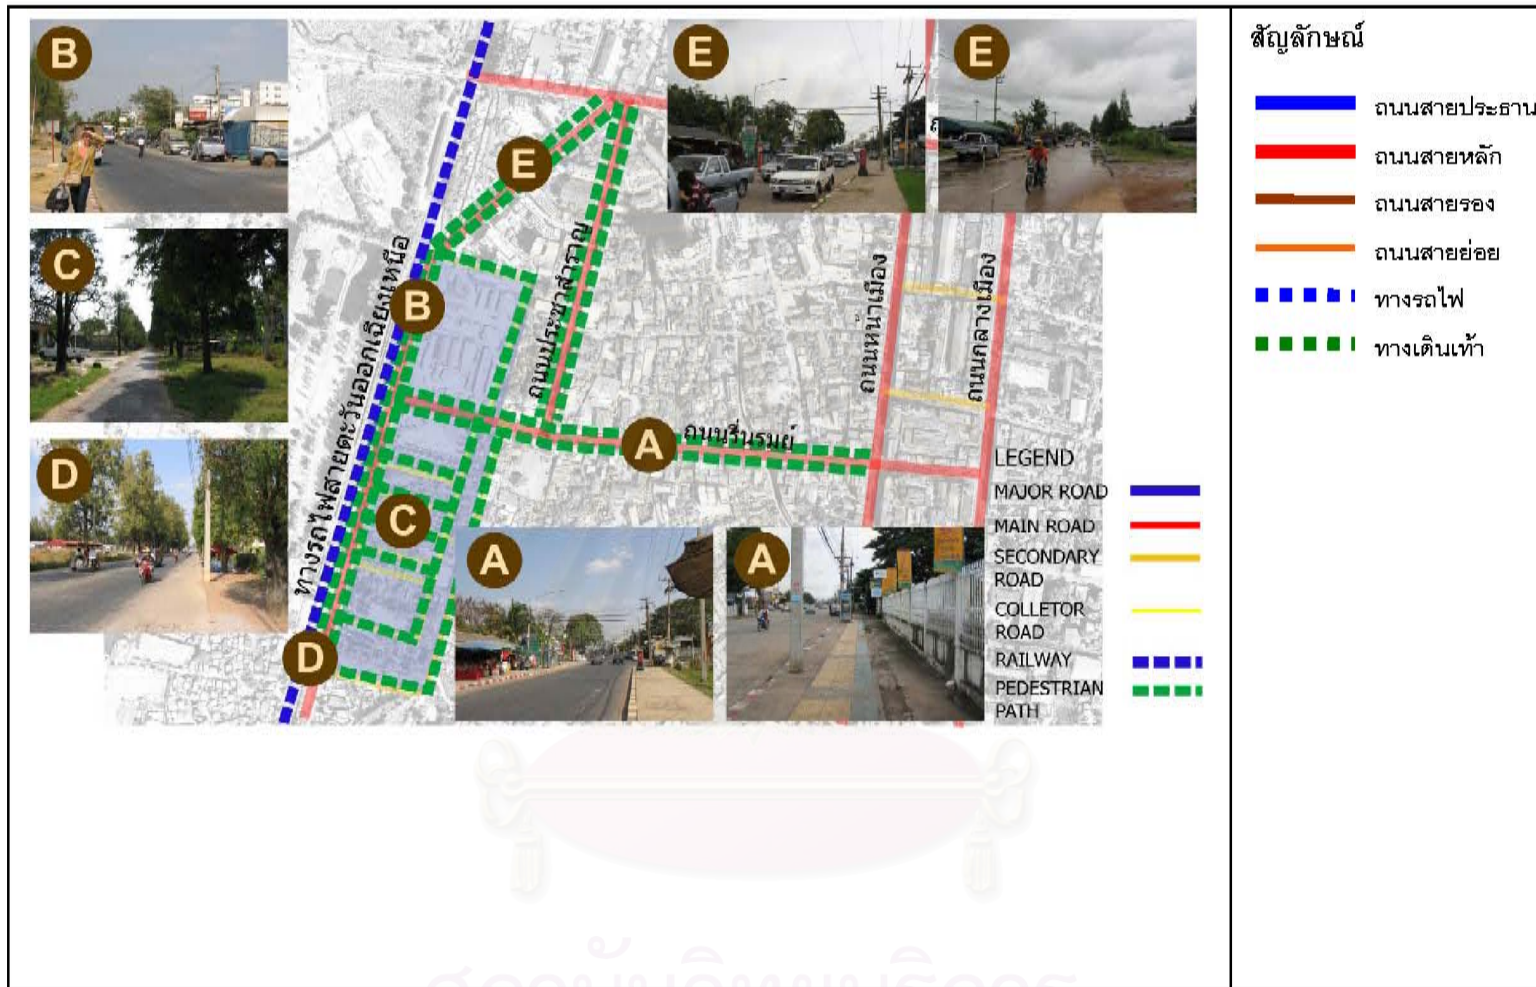 B
E
E
C
D
E
B
A
C
D
A
A
ทางรถไฟสายตะวันออกเฉียงเหนือ
ถนนประชาสำราญ
ถนนรื่นรมย์
ถนนหน้าเมือง
ถนนกลางเมือง
LEGEND
MAJOR ROAD
MAIN ROAD
SECONDARY
ROAD
COLLETOR
ROAD
RAILWAY
PEDESTRIAN
PATH
สัญลักษณ์
ถนนสายประธาน
ถนนสายหลัก
ถนนสายรอง
ถนนสายย่อย
ทางรถไฟ
ทางเดินเท้า